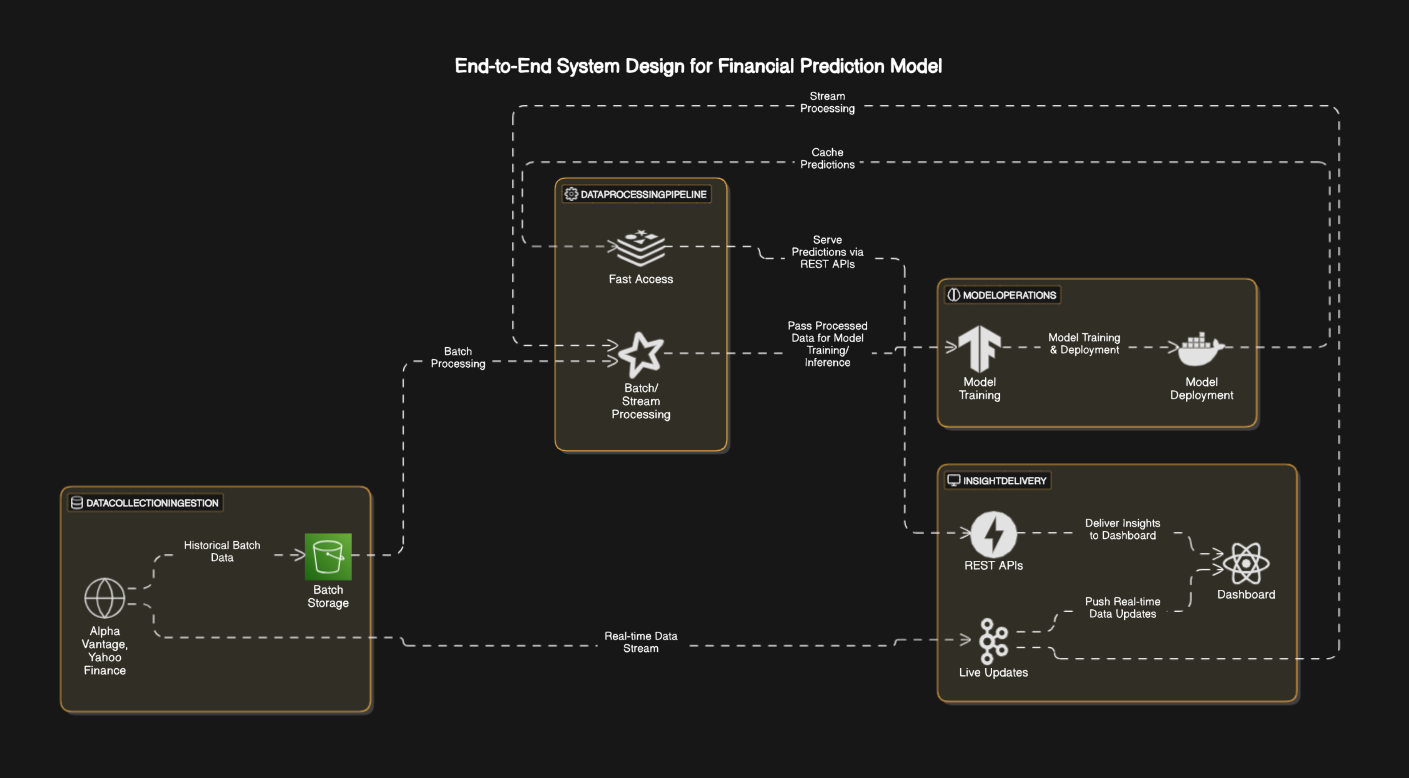 End-to-End System Design for Financial Prediction Model
Stream
Processing
Cache
Predictions
DATAPROCESSINGPIPELINE
Fast Access
Serve
Predictions via
REST APIs
Batch/
Stream
Processing
Pass Processed
Data for Model
Training/
Inference
Batch
Processing
MODELOPERATIONS
Model
Training
Model Training
& Deployment
Model
Deployment
DATACOLLECTIONINGESTION
Historical Batch
Data
Batch
Storage
Alpha
Vantage,
Yahoo
Finance
Real-time Data
Stream
INSIGHTDELIVERY
REST APIs
Deliver Insights
to Dashboard
Dashboard
Push Real-time
Data Updates
Live Updates